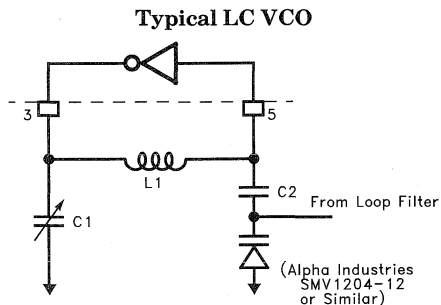 Typical LC VCO
3
5
L1
C1
C2
From Loop Filter
(Alpha Industries
SMV1204-12
or Similar)